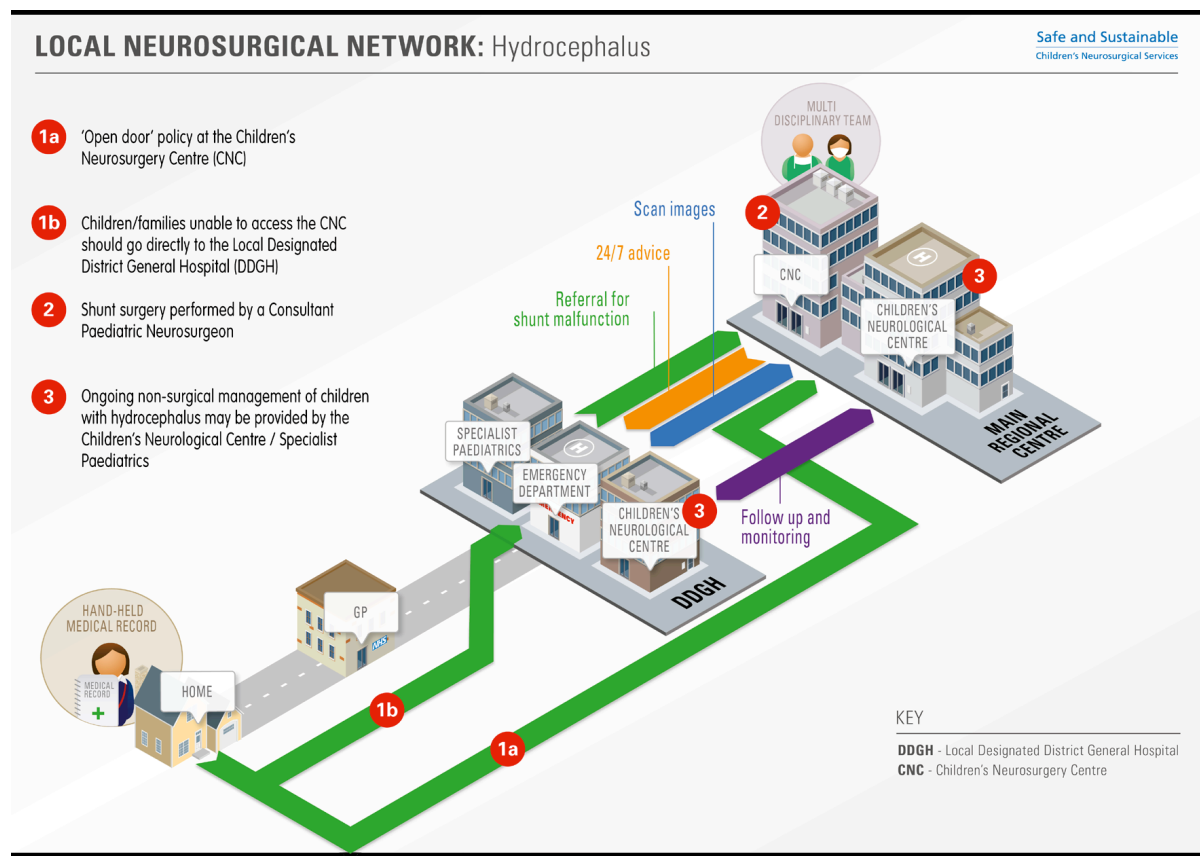 LOCAL NEUROSURGICAL NETWORK: Hydrocephalus
Safe and Sustainable
Children's Neurosurgical Services
1a
'Open door' policy at the Children's
Neurosurgery Centre (CNC)
1b
Children/families unable to access the CNC
should go directly to the Local Designated
District General Hospital (DDGH)
2
Shunt surgery performed by a Consultant
Paediatric Neurosurgeon
3
Ongoing non-surgical management of children
with hydrocephalus may be provided by the
Children's Neurological Centre / Specialist
Paediatrics
MULTI
DISCIPLINARY TEAM
Scan images
24/7 advice
Referral for
shunt malfunction
2
CNC
H
3
CHILDREN'S
NEUROLOGICAL
CENTRE
MAIN
REGIONAL
CENTRE
SPECIALIST
PAEDIATRICS
H
EMERGENCY
DEPARTMENT
CHILDREN'S
NEUROLOGICAL
CENTRE
3
DDGH
Follow up and
monitoring
GP
NHS
HAND-HELD
MEDICAL RECORD
MEDICAL
RECORD
HOME
1b
1a
KEY
DDGH - Local Designated District General Hospital
CNC - Children's Neurosurgery Centre